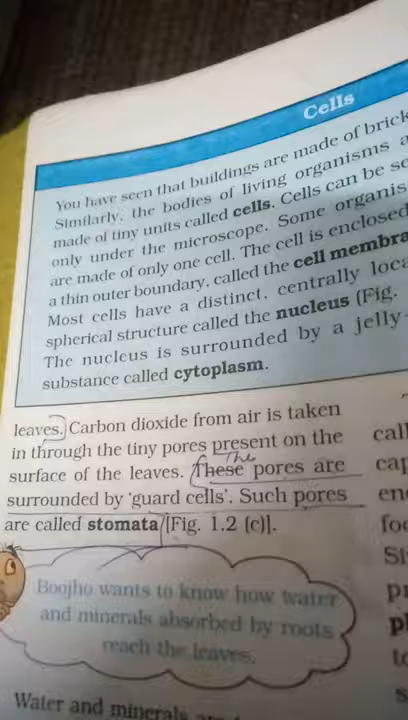 Cells
You have seen that buildings are made of brick
Similarly, the bodies of living organisms a
made of tiny units called cells. Cells can be se
only under the microscope. Some organis
are made of only one cell. The cell is enclosed
a thin outer boundary, called the cell membra
Most cells have a distinct, centrally loca
spherical structure called the nucleus (Fig.
The nucleus is surrounded by a jelly-
substance called cytoplasm.
leaves. Carbon dioxide from air is taken
in through the tiny pores present on the
The
surface of the leaves. These pores are
surrounded by 'guard cells'. Such pores
are called stomata [Fig. 1.2 (c)].
Boojho wants to know how water
and minerals absorbed by roots
reach the leaves.
Water and minerals
call
cap
en
foo
Si
pr
pl
to
s